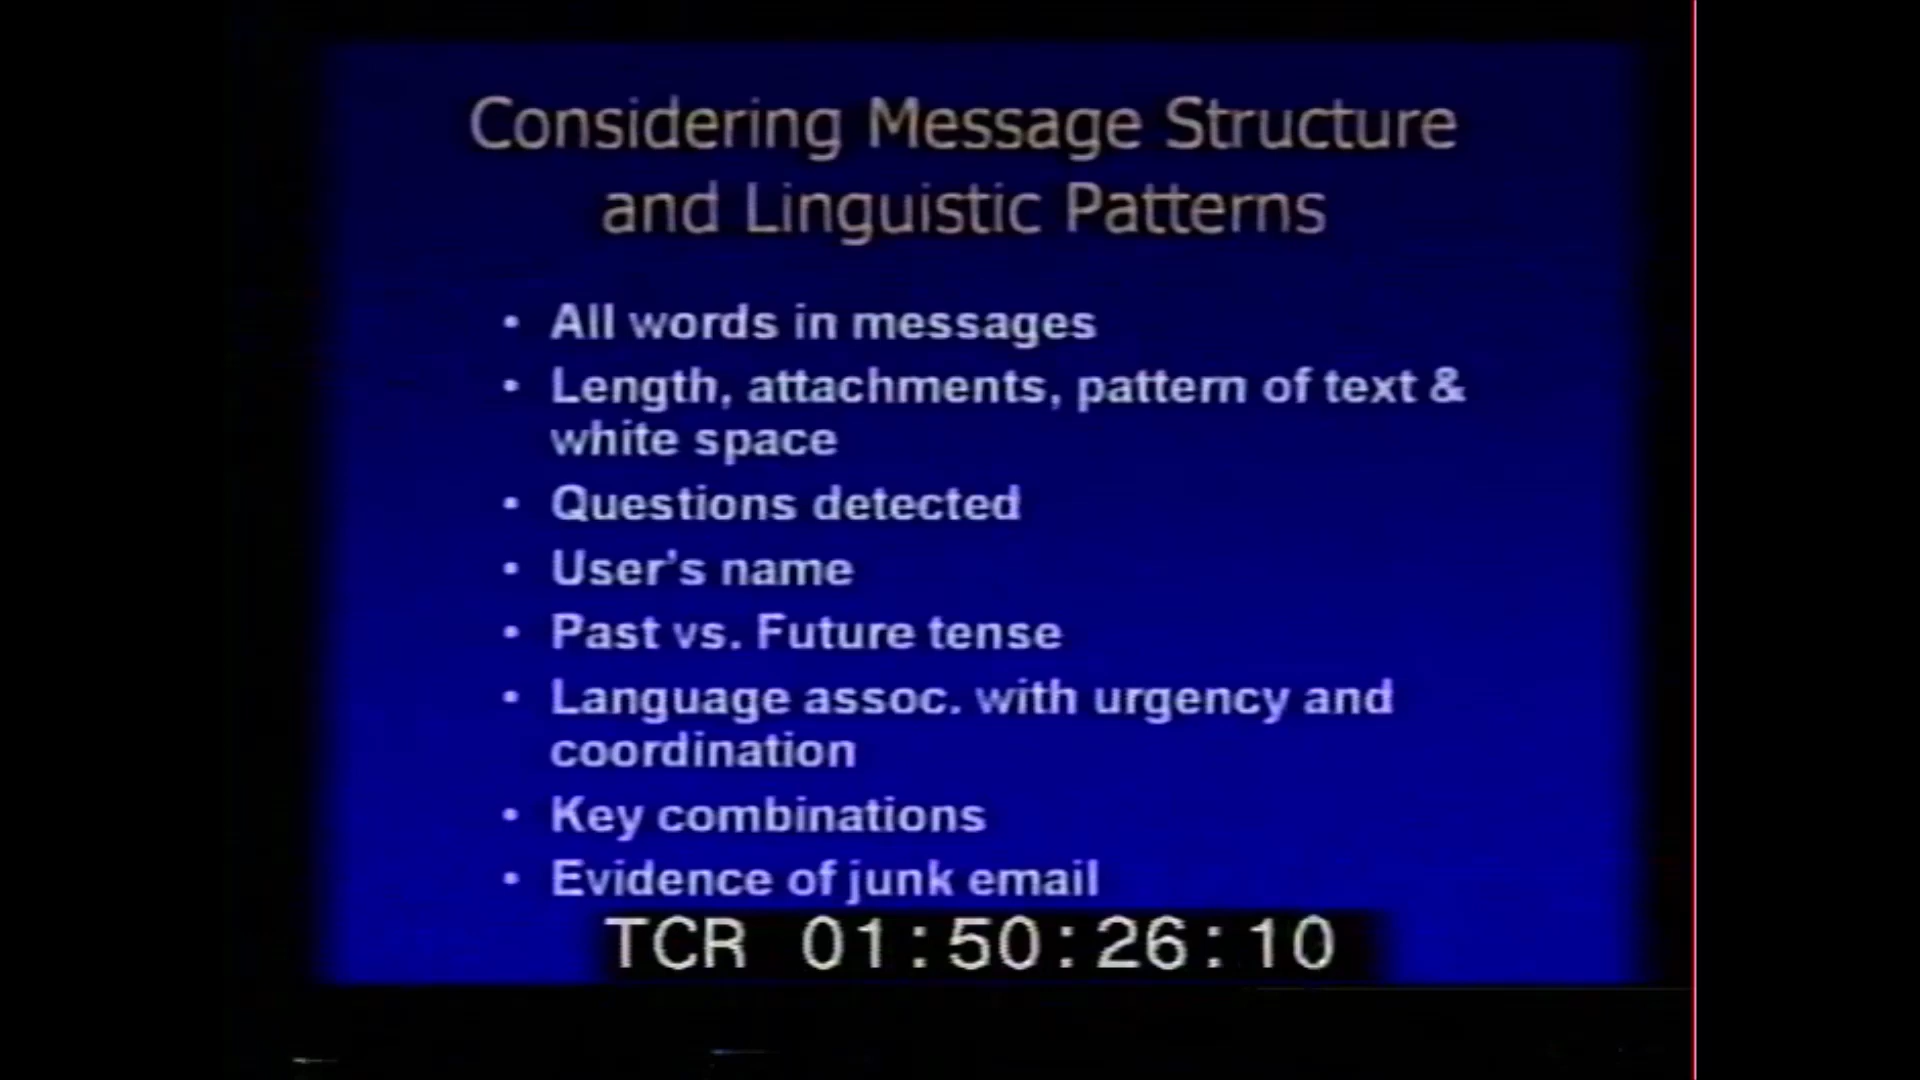 Considering Message Structure
and Linguistic Patterns
• All words in messages
• Length, attachments, pattern of text &
white space
• Questions detected
• User's name
• Past vs. Future tense
• Language assoc. with urgency and
coordination
• Key combinations
• Evidence of junk email
TCR 01:50:26:10